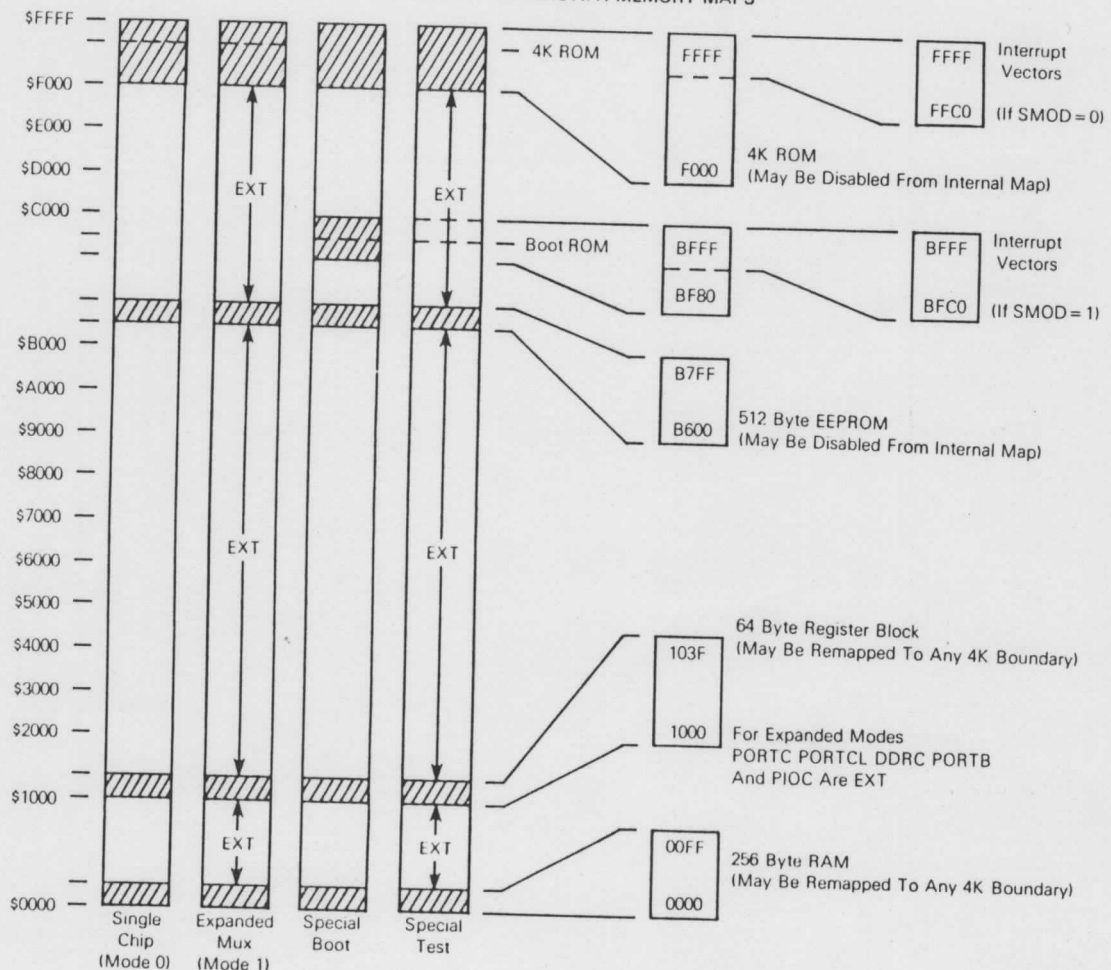 MEMORY MAPS
$FFFF
$F000
$E000
$D000
$C000
$B000
$A000
$9000
$8000
$7000
$6000
$5000
$4000
$3000
$2000
$1000
$0000
EXT
EXT
EXT
EXT
EXT
EXT
Single
Chip
(Mode 0)
Expanded
Mux
(Mode 1)
Special
Boot
Special
Test
4K ROM
Boot ROM
FFFF
F000
4K ROM
(May Be Disabled From Internal Map)
FFFF
FFC0
Interrupt
Vectors
(If SMOD = 0)
BFFF
BF80
BFFF
BFC0
Interrupt
Vectors
(If SMOD = 1)
B7FF
B600
512 Byte EEPROM
(May Be Disabled From Internal Map)
64 Byte Register Block
(May Be Remapped To Any 4K Boundary)
103F
1000
For Expanded Modes
PORTC PORTCL DDRC PORTB
And PIOC Are EXT
00FF
0000
256 Byte RAM
(May Be Remapped To Any 4K Boundary)